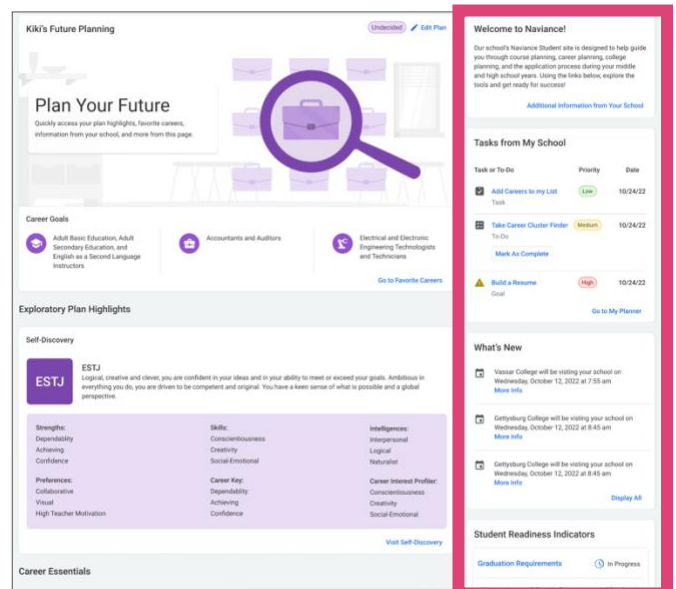 Kiki's Future Planning
Undecided
Edit Plan
Plan Your Future
Quickly access your plan highlights, favorite careers,
information from your school, and more from this page.
Career Goals
Adult Basic Education, Adult
Secondary Education, and
English as a Second Language
Instructors
Accountants and Auditors
Electrical and Electronic
Engineering Technologists
and Technicians
Go to Favorite Careers
Exploratory Plan Highlights
Self-Discovery
ESTJ
ESTJ
Logical, creative and clever, you are confident in your ideas and in your ability to meet or exceed your goals. Ambitious in
everything you do, you are driven to be competent and original. You have a keen sense of what is possible and a global
perspective.
Strengths:
Dependablity
Achieving
Confidence
Skills:
Conscientiousness
Creativity
Social-Emotional
Intelligences:
Interpersonal
Logical
Naturalist
Preferences:
Collaborative
Visual
High Teacher Motivation
Career Key:
Dependablity
Achieving
Confidence
Career Interest Profiler:
Conscientiousness
Creativity
Social-Emotional
Visit Self-Discovery
Career Essentials
Welcome to Naviance!
Our school's Naviance Student site is designed to help guide
you through course planning, career planning, college
planning, and the application process during your middle
and high school years. Using the links below, explore the
tools and get ready for success!
Additional Information from Your School
Tasks from My School
Task or To-Do Priority Date
Add Careers to my List Low 10/24/22
Task
Take Career Cluster Finder Medium 10/24/22
To-Do
Mark As Complete
Build a Resume High 10/24/22
Goal
Go to My Planner
What's New
Vassar College will be visting your school on
Wednesday, October 12, 2022 at 7:55 am
More Info
Gettysburg College will be visting your school on
Wednesday, October 12, 2022 at 8:45 am
More Info
Gettysburg College will be visting your school on
Wednesday, October 12, 2022 at 8:45 am
More Info
Display All
Student Readiness Indicators
Graduation Requirements In Progress